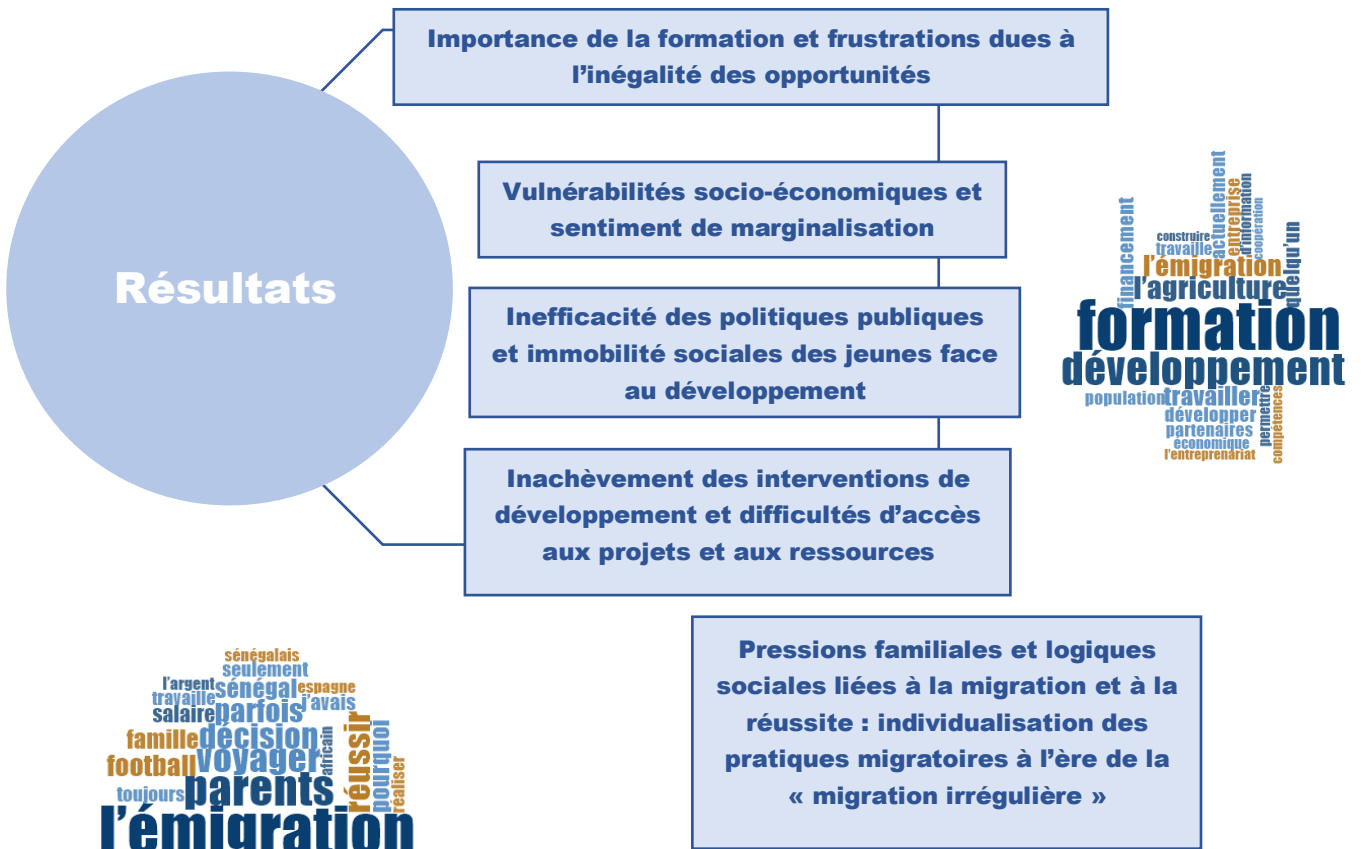 Importance de la formation et frustrations dues à
l’inégalité des opportunités
Résultats
Vulnérabilités socio-économiques et
sentiment de marginalisation
Inefficacité des politiques publiques
et immobilité sociales des jeunes face
au développement
Inachèvement des interventions de
développement et difficultés d’accès
aux projets et aux ressources
financement
construire
travaille
actuellement
entreprise
d'information
coopération
l'émigration
quelqu'un
l'agriculture
formation
développement
population
travailler
développer
partenaires
économique
l'entreprenariat
permettre
compétences
Pressions familiales et logiques
sociales liées à la migration et à la
réussite : individualisation des
pratiques migratoires à l’ère de la
« migration irrégulière »
sénégalais
seulement
l'argent
sénégal
espagne
travaille
j'avais
salaire
parfois
famille
décision
africain
réussir
pourquoi
football
voyager
réaliser
toujours
parents
l'émigration